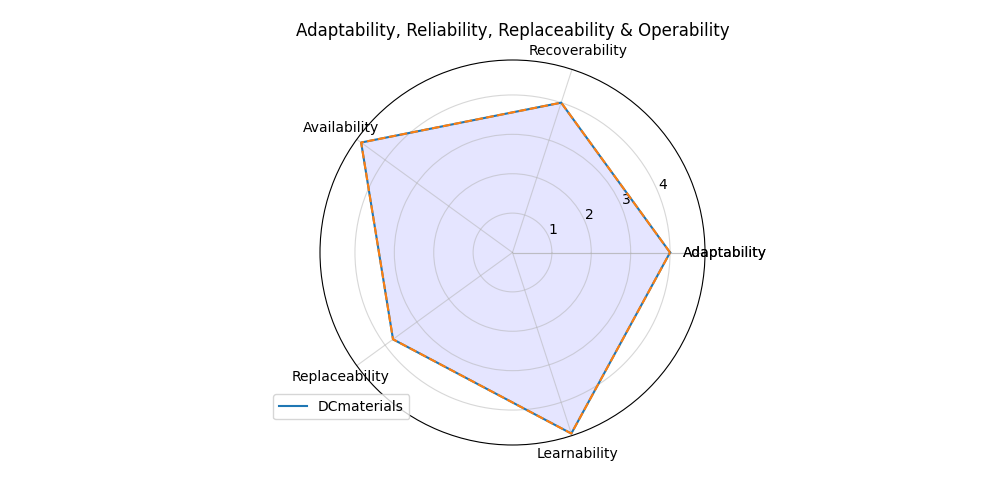 Adaptability, Reliability, Replaceability & Operability
Recoverability
Availability
4
3
2
1
Adaptability
Replaceability
DCmaterials
Learnability